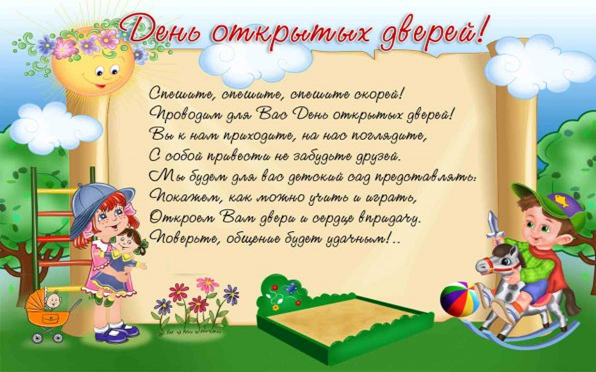 День открытых дверей!
Спешите, спешите, спешите скорей!
Проводим для Вас День открытых дверей!
Вы к нам приходите, на нас поглядите,
С собой привести не забудьте друзей.
Мы будем для вас детский сад представлять:
Покажем, как можно учить и играть,
Откроем Вам двери и сердце впридачу.
Поверьте, общение будет удачным!..